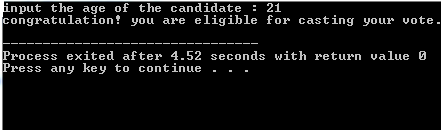 input the age of the candidate : 21
congratulation! you are eligible for casting your vote.
--------------------------------
Process exited after 4.52 seconds with return value 0
Press any key to continue . . .